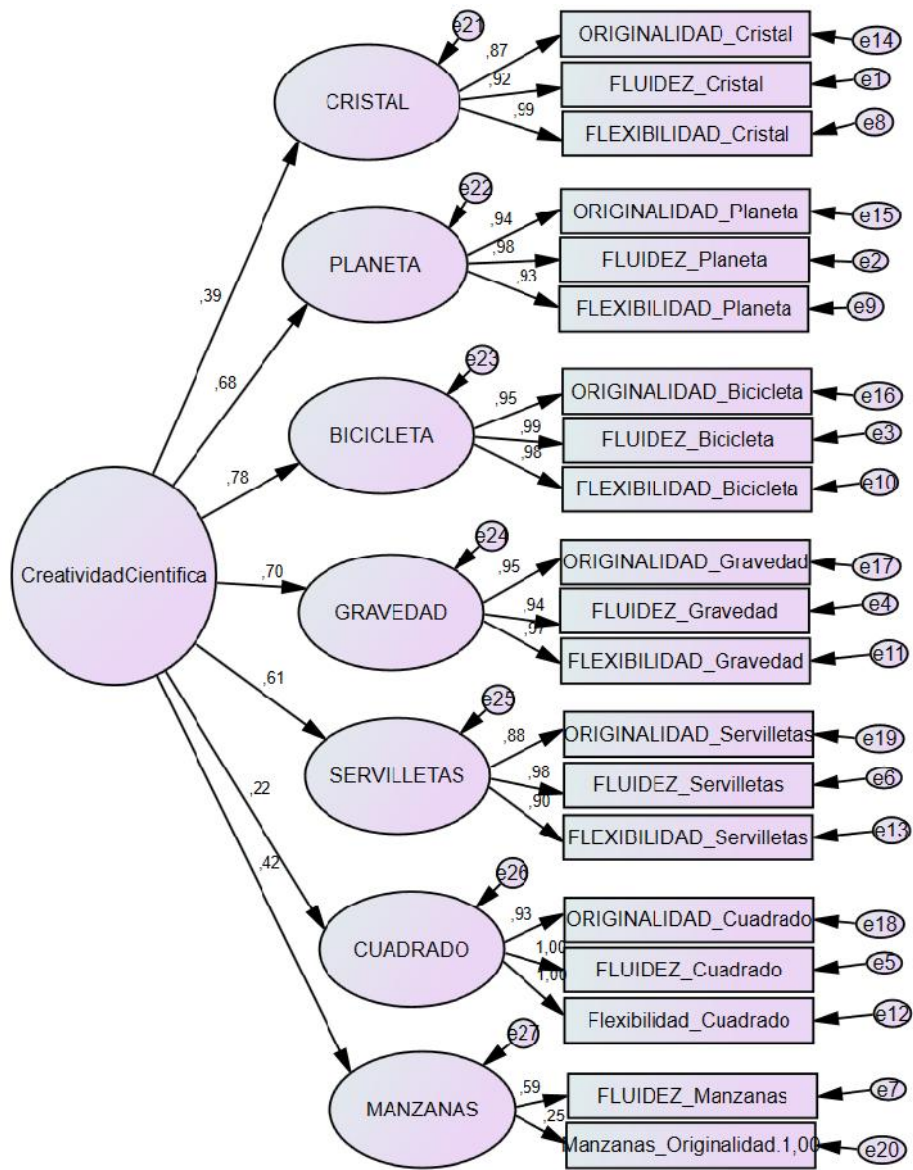 e21
ORIGINALIDAD_Cristal
e14
,87
,92
FLUIDEZ_Cristal
e1
CRISTAL
,99
FLEXIBILIDAD_Cristal
e8
e22
ORIGINALIDAD_Planeta
e15
,94
,98
FLUIDEZ_Planeta
e2
PLANETA
,93
FLEXIBILIDAD_Planeta
e9
,39
,68
e23
ORIGINALIDAD_Bicicleta
e16
,95
,99
FLUIDEZ_Bicicleta
e3
BICICLETA
,98
FLEXIBILIDAD_Bicicleta
e10
,78
CreatividadCientifica
e24
ORIGINALIDAD_Gravedad
e17
,95
,70
,94
FLUIDEZ_Gravedad
e4
GRAVEDAD
,97
FLEXIBILIDAD_Gravedad
e11
,61
e25
ORIGINALIDAD_Servilletas
e19
,88
,98
FLUIDEZ_Servilletas
e6
SERVILLETAS
,90
FLEXIBILIDAD_Servilletas
e13
,22
,42
e26
ORIGINALIDAD_Cuadrado
e18
,93
1,00
FLUIDEZ_Cuadrado
e5
CUADRADO
1,00
Flexibilidad_Cuadrado
e12
e27
FLUIDEZ_Manzanas
e7
,59
MANZANAS
,25
Manzanas_Originalidad.1,00
e20